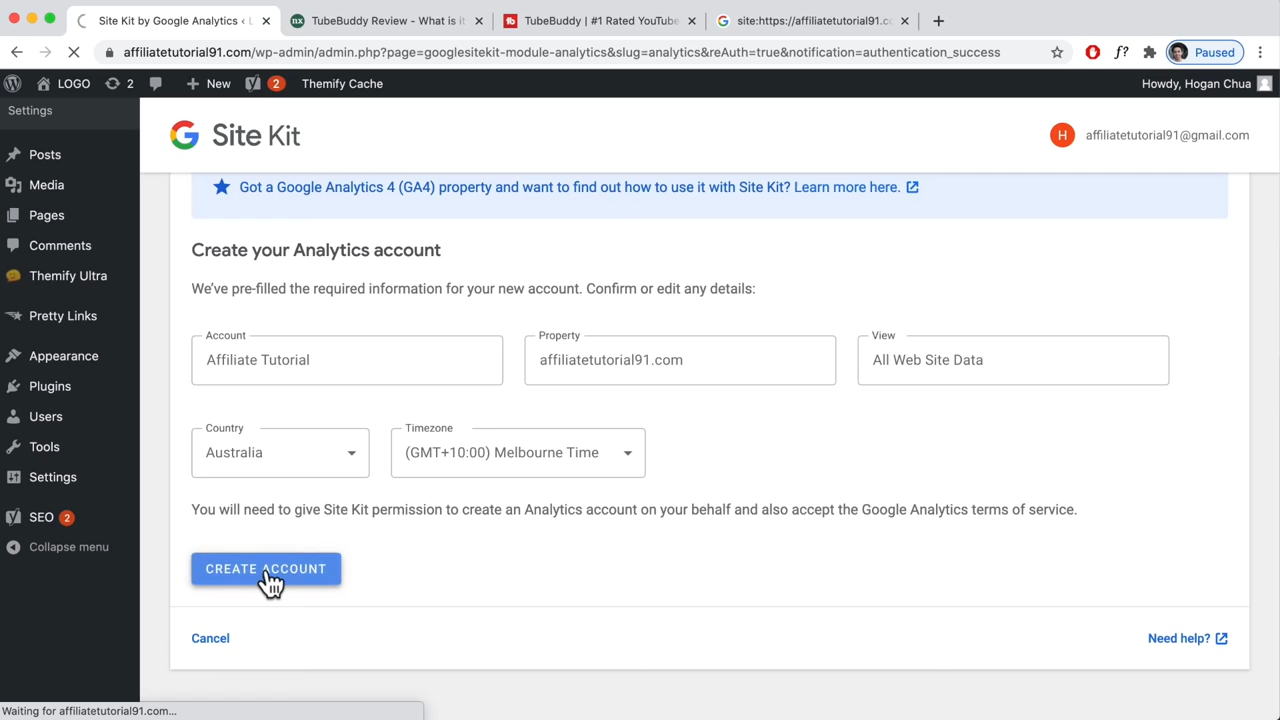 Site Kit by Google Analytics ‹ L
TubeBuddy Review - What is it
TubeBuddy | #1 Rated YouTube
site:https://affiliatetutorial91.c
affiliatetutorial91.com/wp-admin/admin.php?page=googlesitekit-module-analytics&slug=analytics&reAuth=true&notification=authentication_success
f?
Paused
LOGO
2
New
2
Themify Cache
Howdy, Hogan Chua
Settings
Posts
Media
Pages
Comments
Themify Ultra
Pretty Links
Appearance
Plugins
Users
Tools
Settings
SEO 2
Collapse menu
Site Kit
H
affiliatetutorial91@gmail.com
Got a Google Analytics 4 (GA4) property and want to find out how to use it with Site Kit? Learn more here.
Create your Analytics account
We've pre-filled the required information for your new account. Confirm or edit any details:
Account
Affiliate Tutorial
Property
affiliatetutorial91.com
View
All Web Site Data
Country
Australia
Timezone
(GMT+10:00) Melbourne Time
You will need to give Site Kit permission to create an Analytics account on your behalf and also accept the Google Analytics terms of service.
CREATE ACCOUNT
Cancel
Need help?
Waiting for affiliatetutorial91.com...